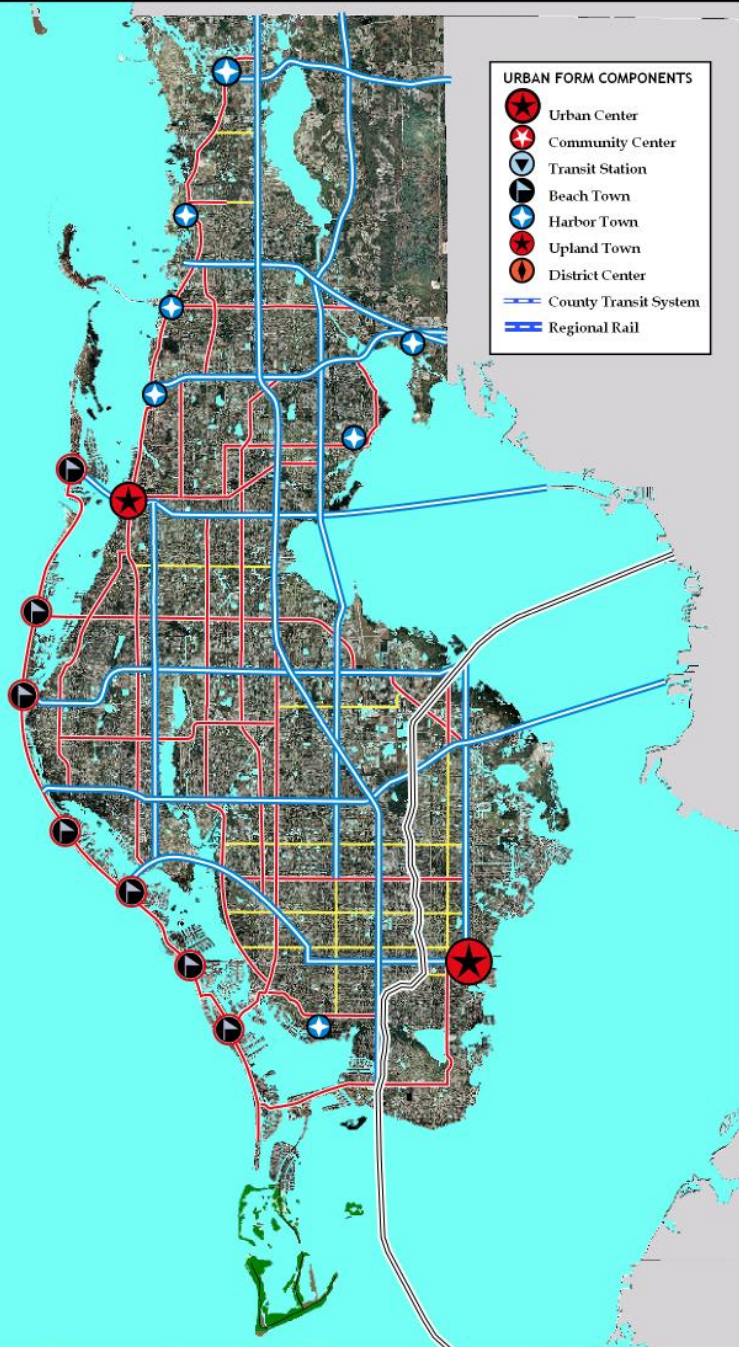 URBAN FORM COMPONENTS
Urban Center
Community Center
Transit Station
Beach Town
Harbor Town
Upland Town
District Center
County Transit System
Regional Rail